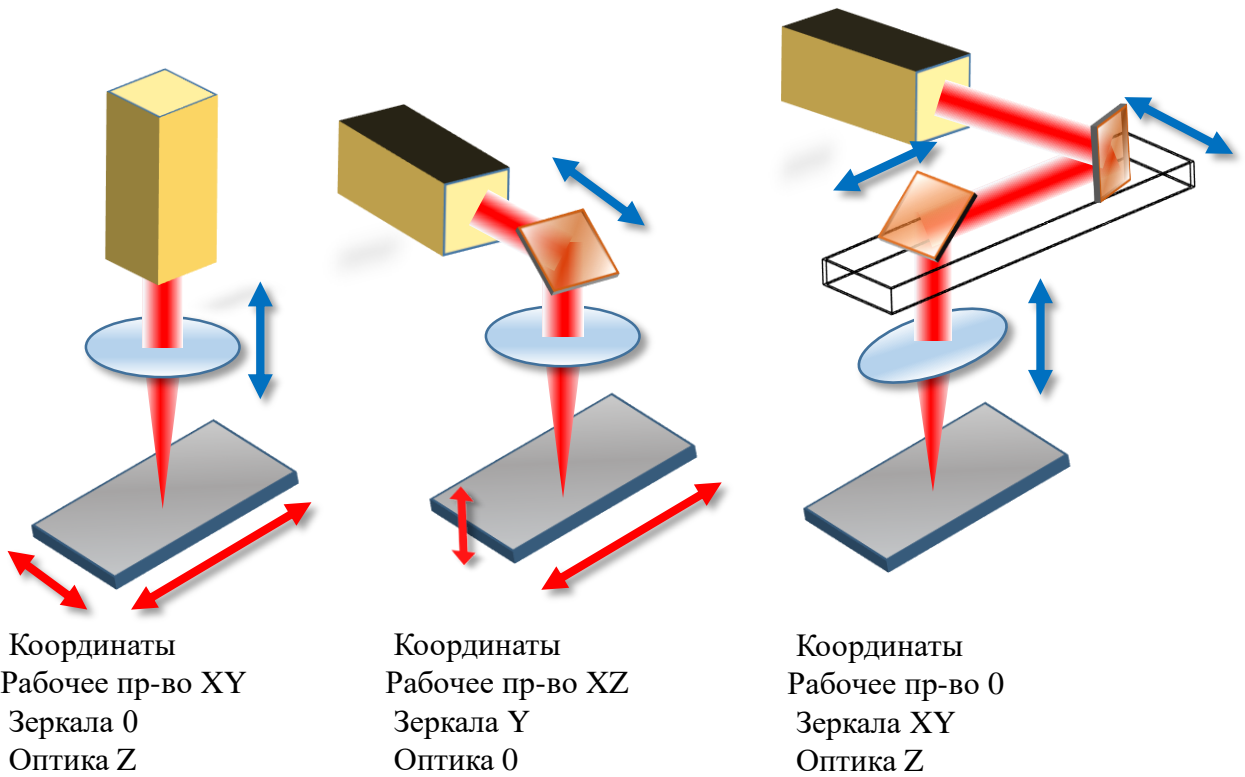 Координаты
Рабочее пр-во XY
Зеркала 0
Оптика Z
Координаты
Рабочее пр-во XZ
Зеркала Y
Оптика 0
Координаты
Рабочее пр-во 0
Зеркала XY
Оптика Z